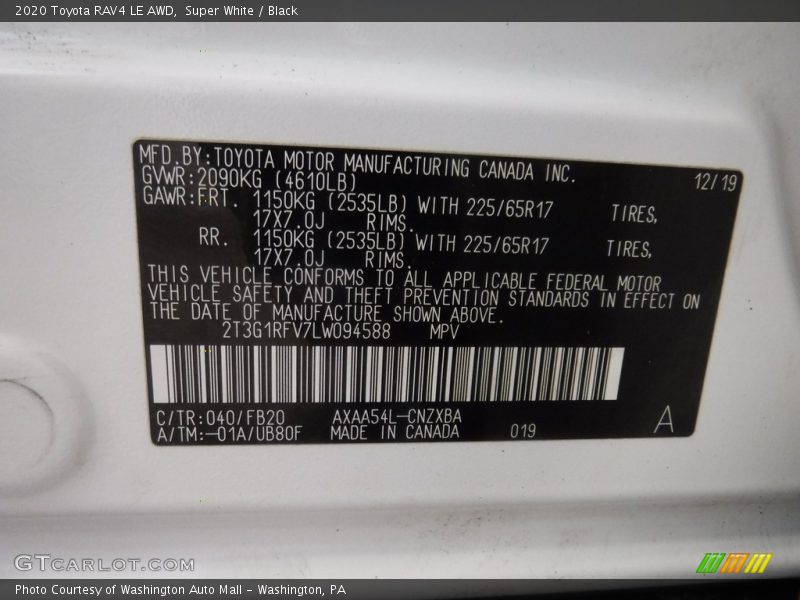 2020 Toyota RAV4 LE AWD,  Super White / Black
MFD.BY:TOYOTA MOTOR MANUFACTURING CANADA INC.
GVWR:2090KG (4610LB) 12/19
GAWR:FRT. 1150KG (2535LB) WITH 225/65R17 TIRES,
17X7.0J RIMS.
RR. 1150KG (2535LB) WITH 225/65R17 TIRES,
17X7.0J RIMS.
THIS VEHICLE CONFORMS TO ALL APPLICABLE FEDERAL MOTOR
VEHICLE SAFETY AND THEFT PREVENTION STANDARDS IN EFFECT ON
THE DATE OF MANUFACTURE SHOWN ABOVE.
2T3G1RFV7LW094588 MPV
C/TR:040/FB20 AXAA54L-CNZXBA
A/TM:-01A/UB80F MADE IN CANADA 019 A
GTCARLOT.COM
Photo Courtesy of Washington Auto Mall - Washington, PA